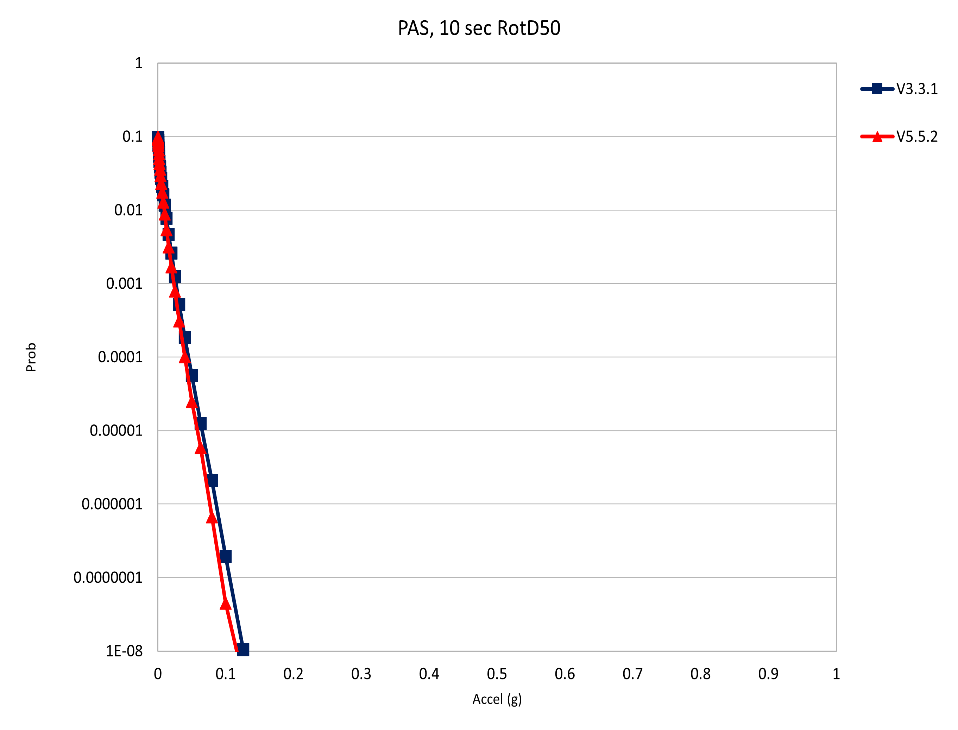 PAS, 10 sec RotD50
1
0.1
0.01
0.001
0.0001
0.00001
0.000001
0.0000001
1E-08
Prob
0 0.1 0.2 0.3 0.4 0.5 0.6 0.7 0.8 0.9 1
Accel (g)
V3.3.1
V5.5.2